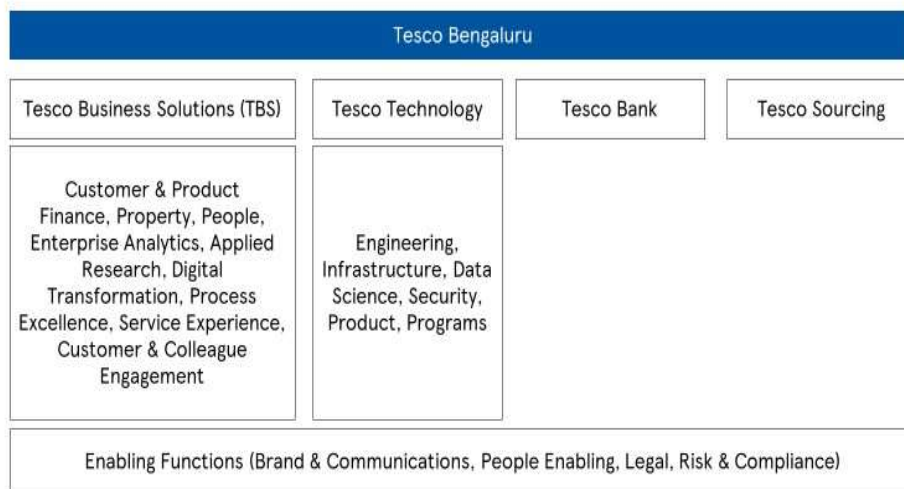 Tesco Bengaluru
Tesco Business Solutions (TBS)
Tesco Technology
Tesco Bank
Tesco Sourcing
Customer & Product
Finance, Property, People,
Enterprise Analytics, Applied
Research, Digital
Transformation, Process
Excellence, Service Experience,
Customer & Colleague
Engagement
Engineering,
Infrastructure, Data
Science, Security,
Product, Programs
Enabling Functions (Brand & Communications, People Enabling, Legal, Risk & Compliance)